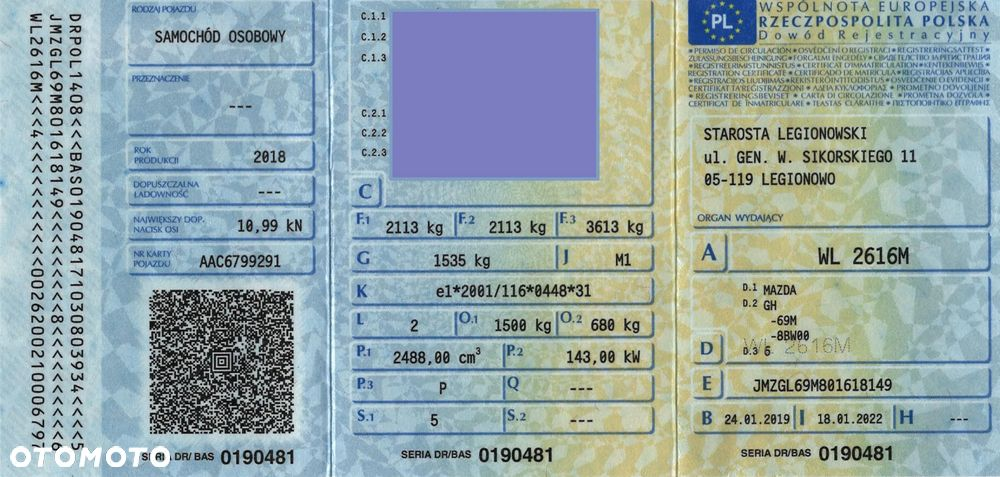 DRPOL1408<<<BAS0190481710308803934<<<<5
JMZGL69M801618149<<<<<<<<<<8<<<<<<<<6
WL2616M<<4<<<<<<<<<<<0026200210006797
RODZAJ POJAZDU
SAMOCHÓD OSOBOWY
PRZEZNACZENIE
---
ROK PRODUKCJI
2018
DOPUSZCZALNA ŁADOWNOŚĆ
---
NAJWIĘKSZY DOP. NACISK OSI
10,99 kN
NR KARTY POJAZDU
AAC6799291
SERIA DR/BAS 0190481
OTOMOTO
C.1.1
C.1.2
C.1.3
C.2.1
C.2.2
C.2.3
C
F.1 2113 kg F.2 2113 kg F.3 3613 kg
G 1535 kg J M1
K e1*2001/116*0448*31
L 2 O.1 1500 kg O.2 680 kg
P.1 2488,00 cm³ P.2 143,00 kW
P.3 P Q ---
S.1 5 S.2 ---
SERIA DR/BAS 0190481
PL
WSPÓLNOTA EUROPEJSKA
RZECZPOSPOLITA POLSKA
Dowód Rejestracyjny
* PERMISO DE CIRCULACIÓN * OSVĚDČENÍ O REGISTRACI * REGISTRERINGSATTEST *
ZULASSUNGSBESCHEINIGUNG * FORGALMI ENGEDÉLY * СВИДЕТЕЛСТВО ЗА РЕГИСТРАЦИЯ
* REGISTREERIMISTUNNISTUS * CERTIFICAT D'IMMATRICULATION * KENTEKENBEWIJS *
REGISTRATION CERTIFICATE * CERTIFICADO DE MATRÍCULA * REĢISTRĀCIJAS APLIECĪBA
* REGISTRACIJOS LIUDIJIMAS * REKISTERÖINTITODISTUS * OSVEDČENIE O EVIDENCII *
CERTIFIKAT TA' REĠISTRAZZJONI * ΑΔΕΙΑ ΚΥΚΛΟΦΟΡΙΑΣ * PROMETNO DOVOLJENJE
* REGISTRERINGSBEVISET * CARTA DI CIRCOLAZIONE * PROMETNA DOZVOLA *
CERTIFICAT DE ÎNMATRICULARE * TEASTAS CLÁRAITHE * ΠΙΣΤΟΠΟΙΗΤΙΚΟ ΕΓΓΡΑΦΗΣ
STAROSTA LEGIONOWSKI
ul. GEN. W. SIKORSKIEGO 11
05-119 LEGIONOWO
ORGAN WYDAJĄCY
A WL 2616M
D.1 MAZDA
D.2 GH
-69M
-8BW00
D D.3 6 WL 2616M
E JMZGL69M801618149
B 24.01.2019 I 18.01.2022 H ---
SERIA DR/BAS 0190481